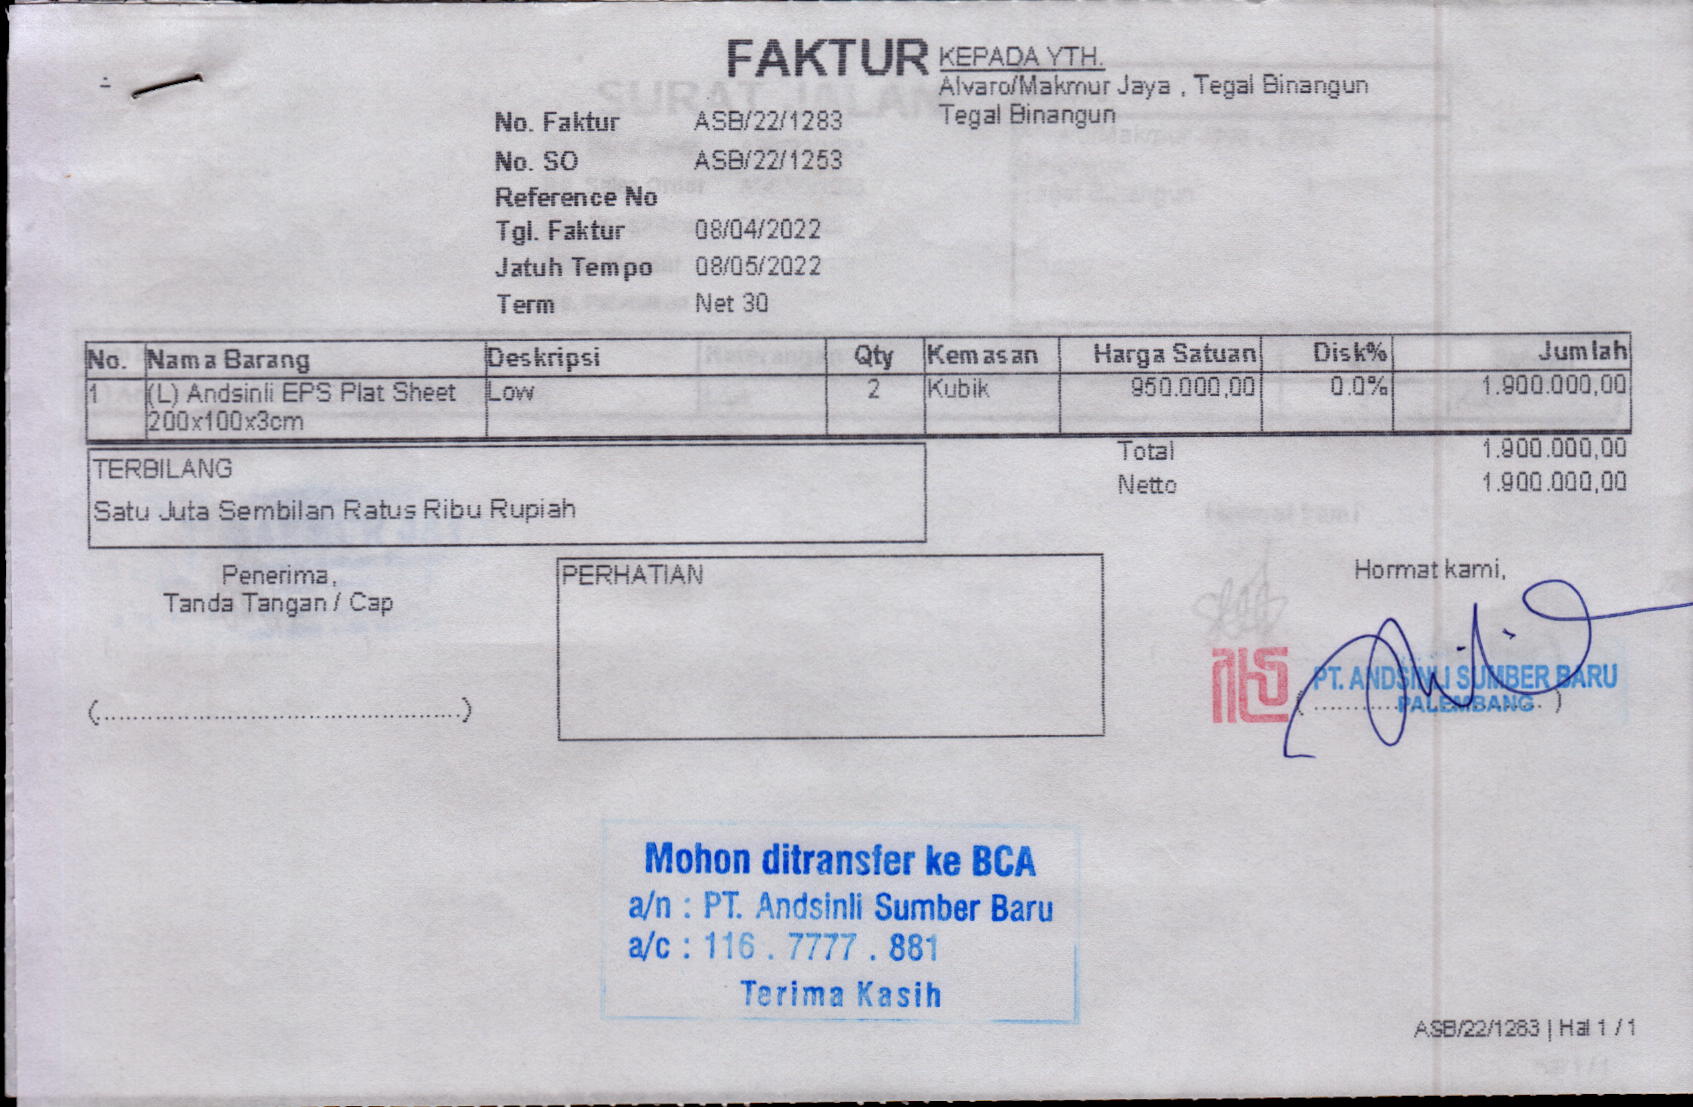 FAKTUR
KEPADA YTH.
Alvaro/Makmur Jaya , Tegal Binangun
Tegal Binangun
No. Faktur ASB/22/1283
No. SO ASB/22/1253
Reference No
Tgl. Faktur 08/04/2022
Jatuh Tempo 08/05/2022
Term Net 30
No. Nama Barang Deskripsi Qty Kemasan Harga Satuan Disk% Jumlah
1 (L) Andsinli EPS Plat Sheet Low 2 Kubik 950.000,00 0.0% 1.900.000,00
200x100x3cm
Total 1.900.000,00
Netto 1.900.000,00
TERBILANG
Satu Juta Sembilan Ratus Ribu Rupiah
Penerima,
Tanda Tangan / Cap
(................................................)
PERHATIAN
Hormat kami,
PT. ANDSINLI SUMBER BARU
PALEMBANG
Mohon ditransfer ke BCA
a/n : PT. Andsinli Sumber Baru
a/c : 116 . 7777 . 881
Terima Kasih
ASB/22/1283 | Hal 1 / 1